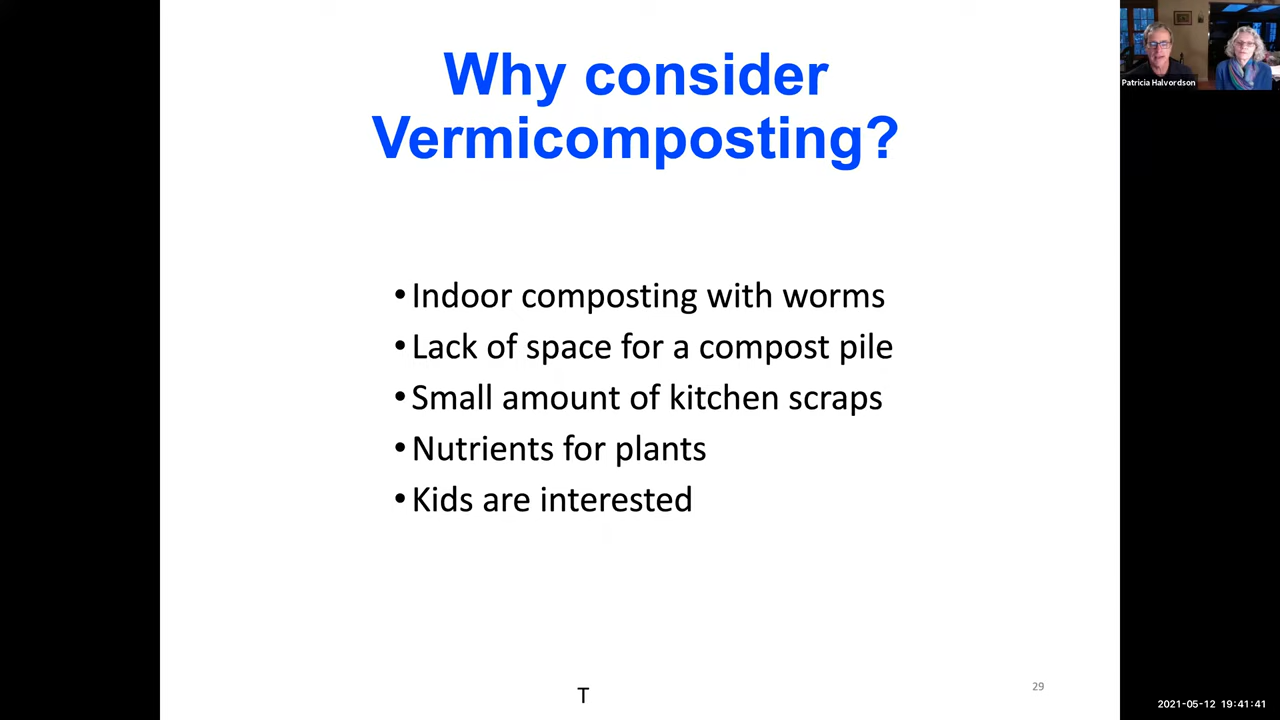 Why consider
Vermicomposting?
• Indoor composting with worms
• Lack of space for a compost pile
• Small amount of kitchen scraps
• Nutrients for plants
• Kids are interested
T
29
Patricia Halvordson
2021-05-12 19:41:41